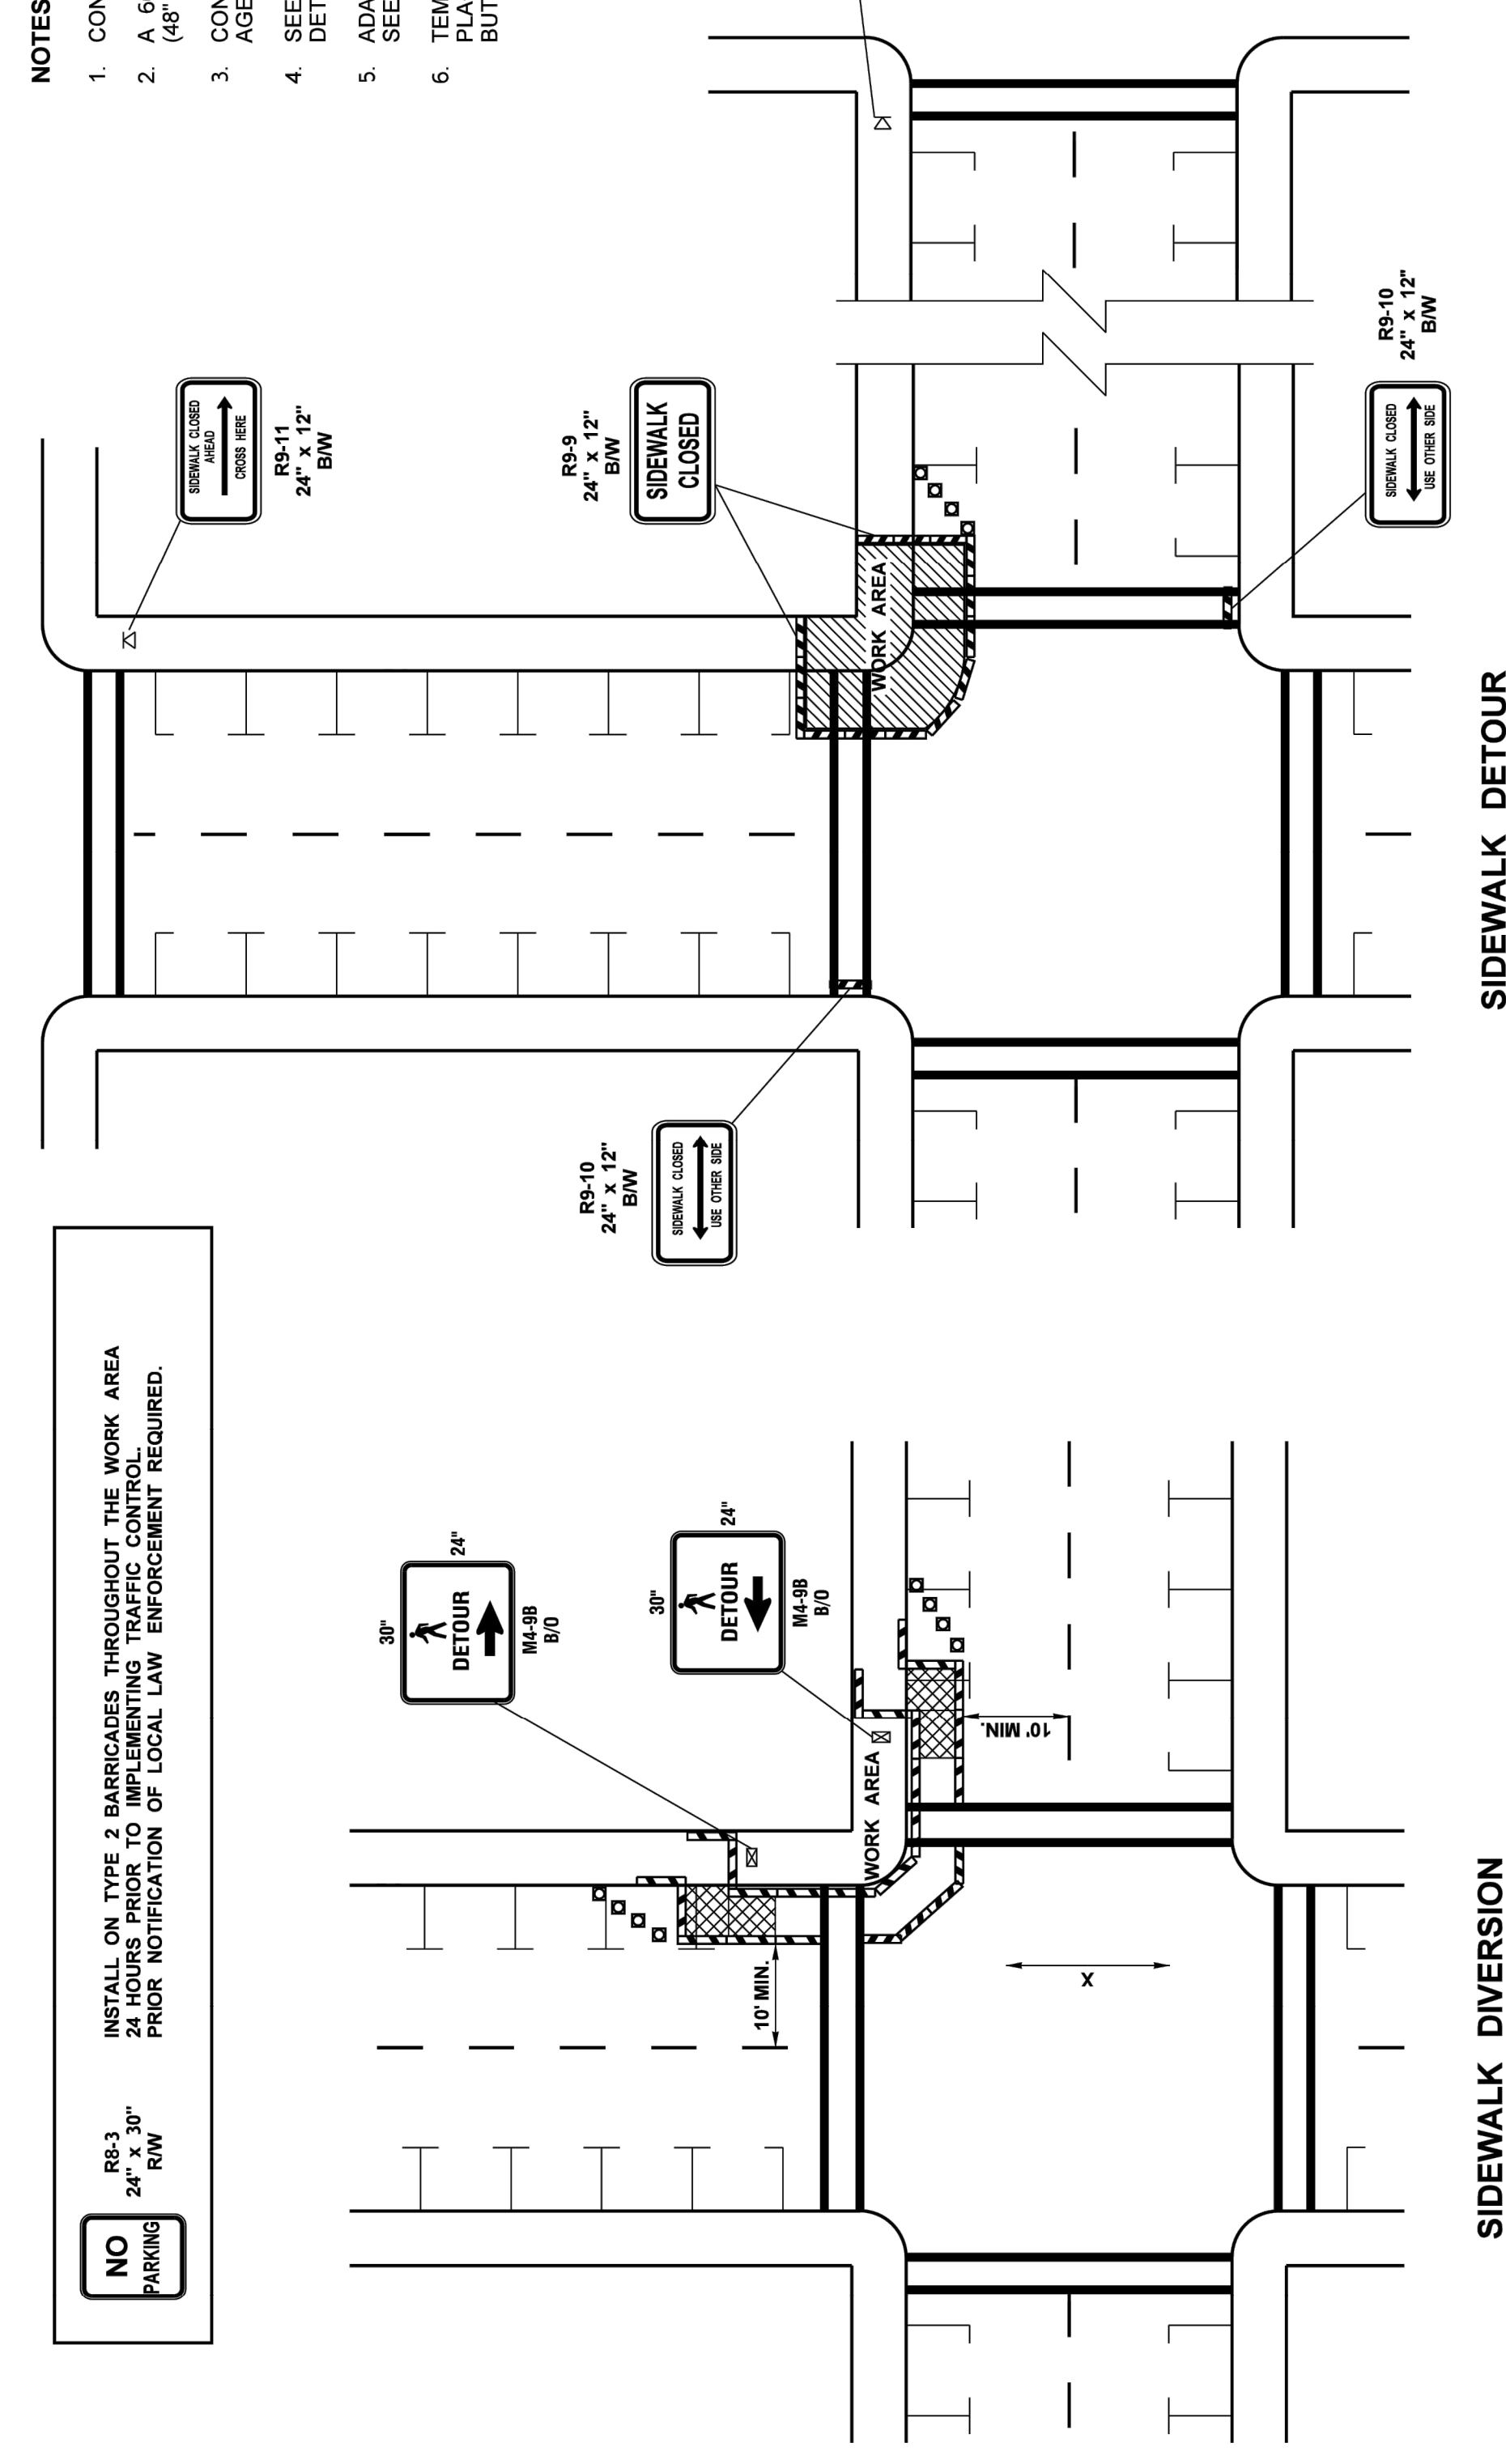 NO
PARKING
R8-3
24" x 30"
R/W
INSTALL ON TYPE 2 BARRICADES THROUGHOUT THE WORK AREA
24 HOURS PRIOR TO IMPLEMENTING TRAFFIC CONTROL.
PRIOR NOTIFICATION OF LOCAL LAW ENFORCEMENT REQUIRED.
30"
DETOUR
24"
M4-9B
B/O
30"
DETOUR
24"
M4-9B
B/O
WORK AREA
10' MIN.
10' MIN.
X
SIDEWALK DIVERSION
SIDEWALK CLOSED
AHEAD
CROSS HERE
R9-11
24" x 12"
B/W
R9-9
24" x 12"
B/W
SIDEWALK
CLOSED
WORK AREA
R9-10
24" x 12"
B/W
SIDEWALK CLOSED
USE OTHER SIDE
R9-10
24" x 12"
B/W
SIDEWALK CLOSED
USE OTHER SIDE
SIDEWALK DETOUR
NOTES
1. CON
2. A 6
(48"
3. CON
AGE
4. SEE
DET
5. ADA
SEE
6. TEM
PLA
BUT